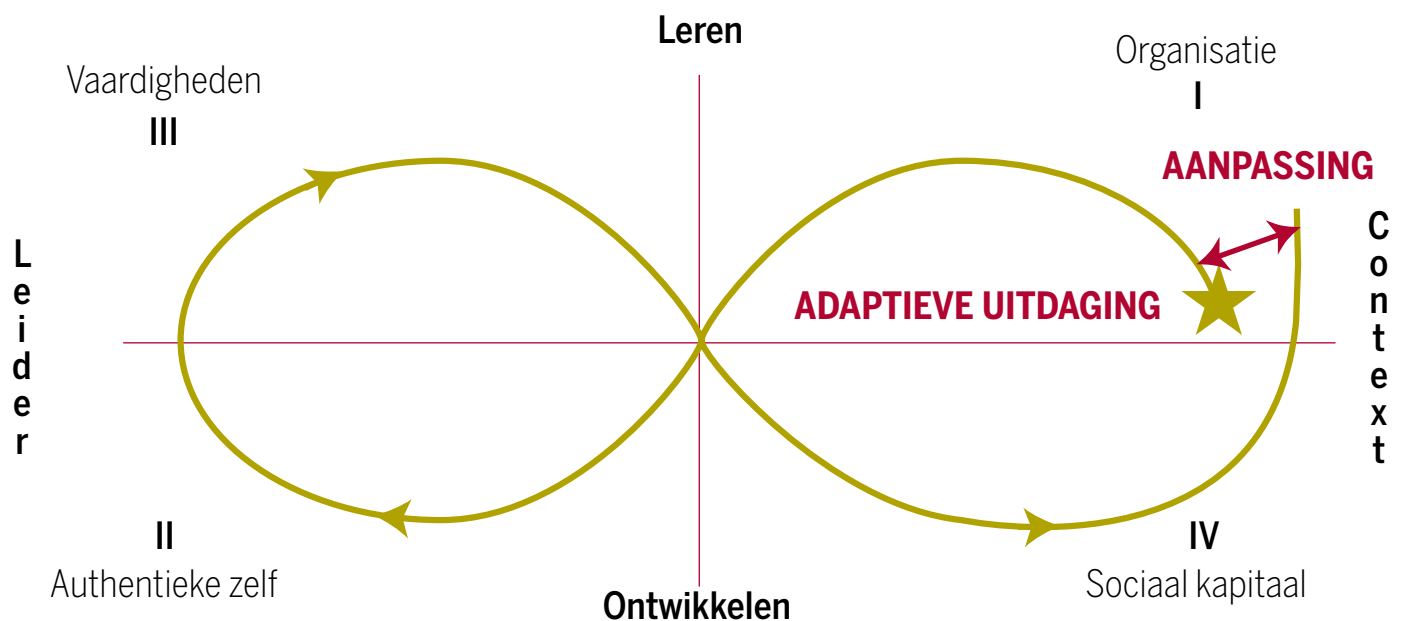 Leren
Organisatie
I
Vaardigheden
III
AANPASSING
Leider
Context
ADAPTIEVE UITDAGING
II
Authentieke zelf
IV
Sociaal kapitaal
Ontwikkelen